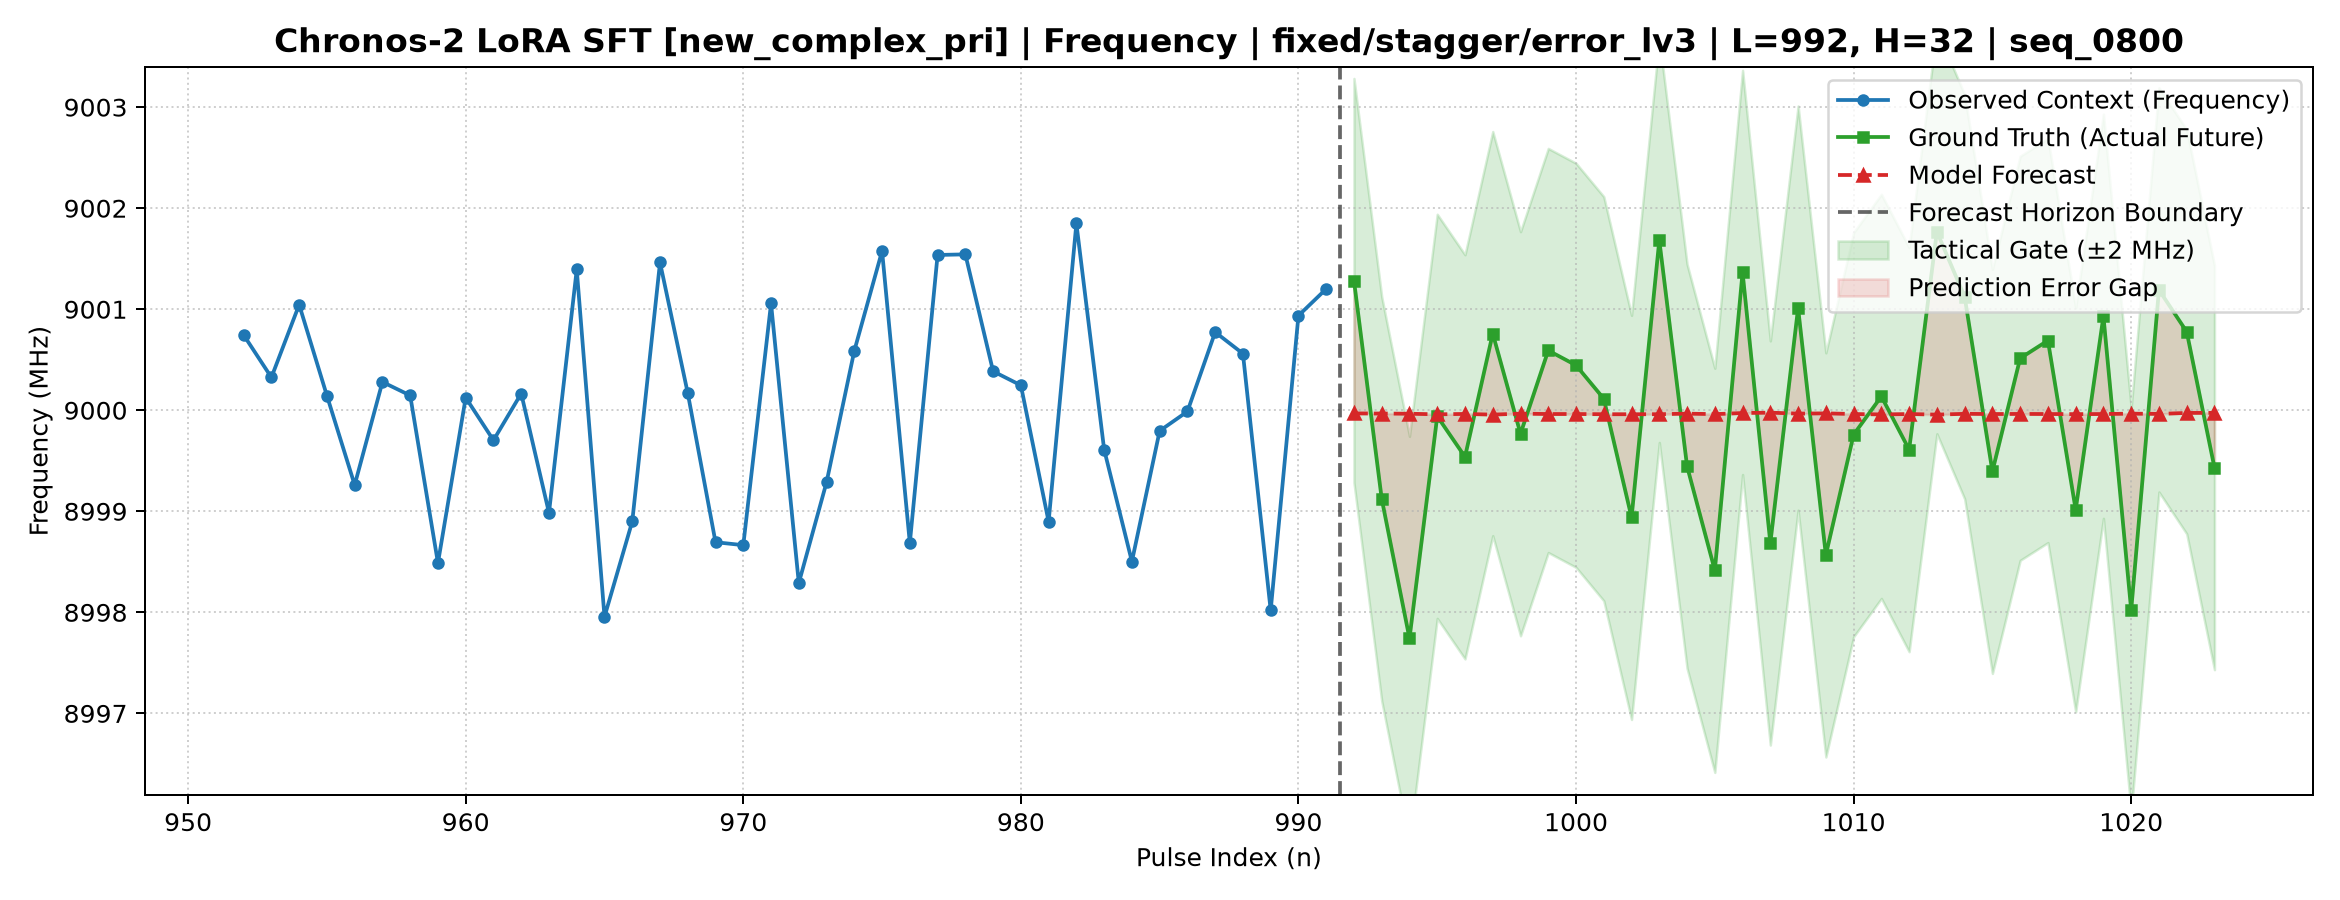 Chronos-2 LoRA SFT [new_complex_pri] | Frequency | fixed/stagger/error_lv3 | L=992, H=32 | seq_0800
Frequency (MHz)
9003
9002
9001
9000
8999
8998
8997
Observed Context (Frequency)
Ground Truth (Actual Future)
Model Forecast
Forecast Horizon Boundary
Tactical Gate (±2 MHz)
Prediction Error Gap
950 960 970 980 990 1000 1010 1020
Pulse Index (n)